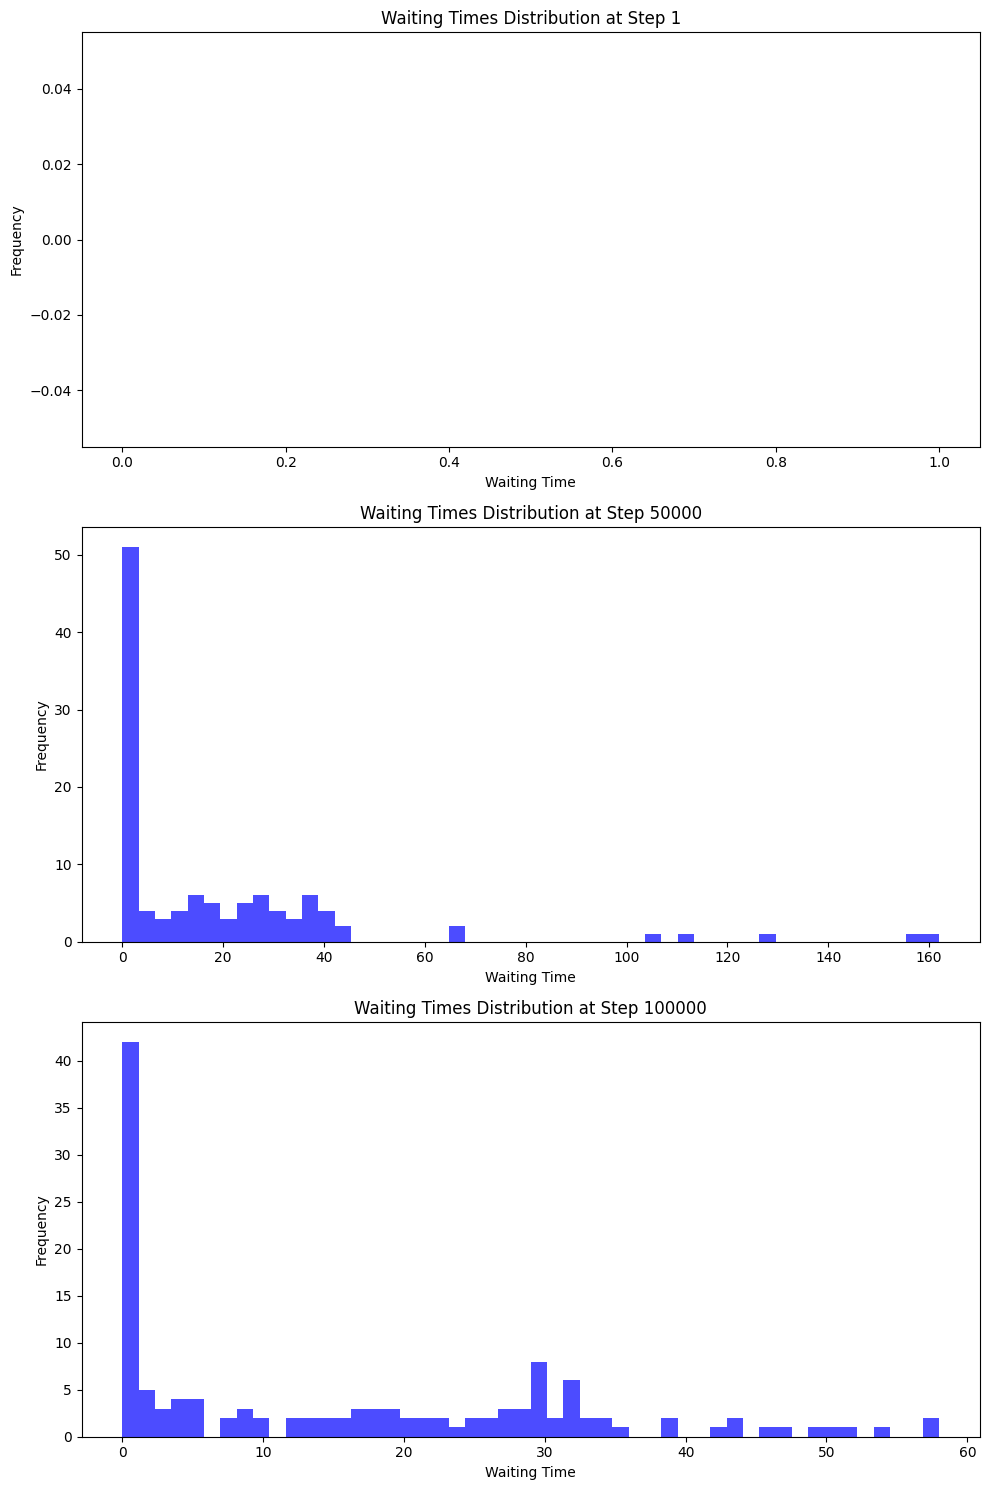 Waiting Times Distribution at Step 1
Frequency
0.04
0.02
0.00
−0.02
−0.04
0.0 0.2 0.4 0.6 0.8 1.0
Waiting Time
Waiting Times Distribution at Step 50000
Frequency
50
40
30
20
10
0
0 20 40 60 80 100 120 140 160
Waiting Time
Waiting Times Distribution at Step 100000
Frequency
40
35
30
25
20
15
10
5
0
0 10 20 30 40 50 60
Waiting Time